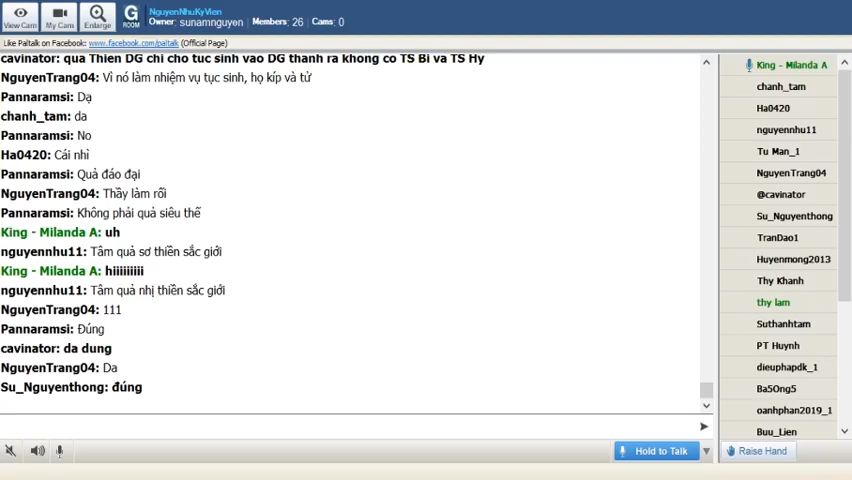 NguyenNhuKyVien
Owner: sunamnguyen Members: 26 Cams: 0
View Cam
My Cam
Enlarge
G
ROOM
Like Paltalk on Facebook: www.facebook.com/paltalk (Official Page)
cavinator: qua Thien DG chi cho tuc sinh vao DG thanh ra khong co TS Bi va TS Hy
NguyenTrang04: Vì nó làm nhiệm vụ tục sinh, họ kíp và tử
Pannaramsi: Dạ
chanh_tam: da
Pannaramsi: No
Ha0420: Cái nhì
Pannaramsi: Quả đáo đại
NguyenTrang04: Thầy làm rồi
Pannaramsi: Không phải quả siêu thế
King - Milanda A: uh
nguyennhu11: Tâm quả sơ thiền sắc giới
King - Milanda A: hiiiiiiiii
nguyennhu11: Tâm quả nhị thiền sắc giới
NguyenTrang04: 111
Pannaramsi: Đúng
cavinator: da dung
NguyenTrang04: Da
Su_Nguyenthong: đúng
King - Milanda A
chanh_tam
Ha0420
nguyennhu11
Tu Man_1
NguyenTrang04
@cavinator
Su_Nguyenthong
TranDao1
Huyenmong2013
Thy Khanh
thy lam
Suthanhtam
PT Huynh
dieuphapdk_1
Ba5Ong5
oanhphan2019_1
Buu_Lien
Hold to Talk
Raise Hand